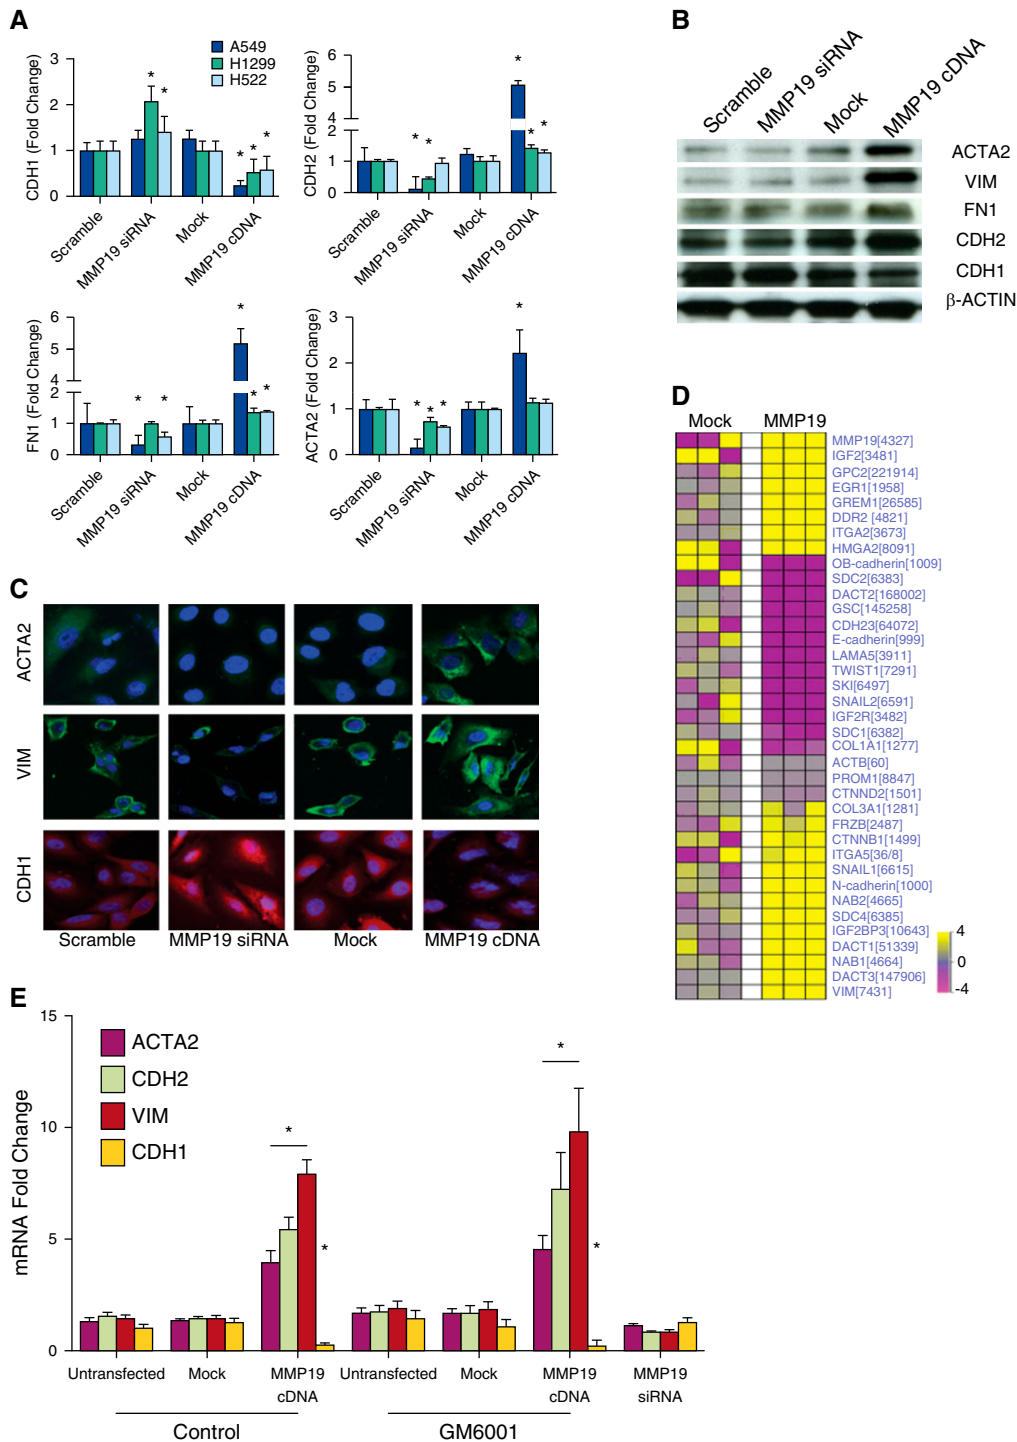 A
CDH1 (Fold Change)
3
2
1
0
*
*
* * *
A549
H1299
H522
Scramble
MMP19 siRNA
Mock
MMP19 cDNA
CDH2 (Fold Change)
6
5
4
2
1
0
* *
*
* *
Scramble
MMP19 siRNA
Mock
MMP19 cDNA
FN1 (Fold Change)
6
5
4
2
1
0
* *
*
* *
Scramble
MMP19 siRNA
Mock
MMP19 cDNA
ACTA2 (Fold Change)
3
2
1
0
* * *
*
Scramble
MMP19 siRNA
Mock
MMP19 cDNA
B
Scramble
MMP19 siRNA
Mock
MMP19 cDNA
ACTA2
VIM
FN1
CDH2
CDH1
β-ACTIN
C
ACTA2
VIM
CDH1
Scramble
MMP19 siRNA
Mock
MMP19 cDNA
D
Mock
MMP19
MMP19[4327]
IGF2[3481]
GPC2[221914]
EGR1[1958]
GREM1[26585]
DDR2 [4821]
ITGA2[3673]
HMGA2[8091]
OB-cadherin[1009]
SDC2[6383]
DACT2[168002]
GSC[145258]
CDH23[64072]
E-cadherin[999]
LAMA5[3911]
TWIST1[7291]
SKI[6497]
SNAIL2[6591]
IGF2R[3482]
SDC1[6382]
COL1A1[1277]
ACTB[60]
PROM1[8847]
CTNND2[1501]
COL3A1[1281]
FRZB[2487]
CTNNB1[1499]
ITGA5[36/8]
SNAIL1[6615]
N-cadherin[1000]
NAB2[4665]
SDC4[6385]
IGF2BP3[10643]
DACT1[51339]
NAB1[4664]
DACT3[147906]
VIM[7431]
4
0
-4
E
mRNA Fold Change
15
10
5
0
ACTA2
CDH2
VIM
CDH1
*
*
*
*
Untransfected
Mock
MMP19 cDNA
Untransfected
Mock
MMP19 cDNA
MMP19 siRNA
Control
GM6001